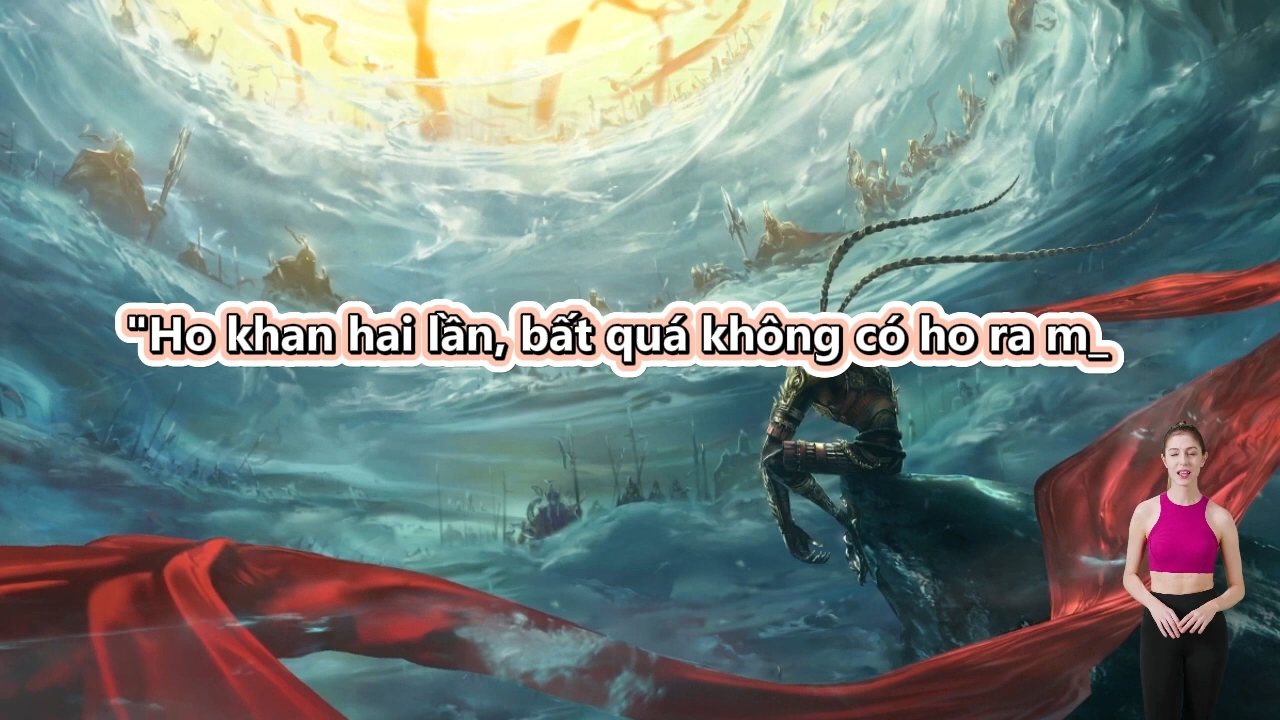 "Ho khan hai lần, bất quá không có ho ra m_